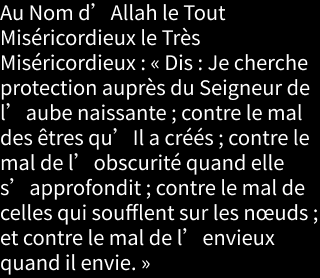 Au Nom d’Allah le Tout
Miséricordieux le Très
Miséricordieux : « Dis : Je cherche
protection auprès du Seigneur de
l’aube naissante ; contre le mal
des êtres qu’Il a créés ; contre le
mal de l’obscurité quand elle
s’approfondit ; contre le mal de
celles qui soufflent sur les nœuds ;
et contre le mal de l’envieux
quand il envie. »